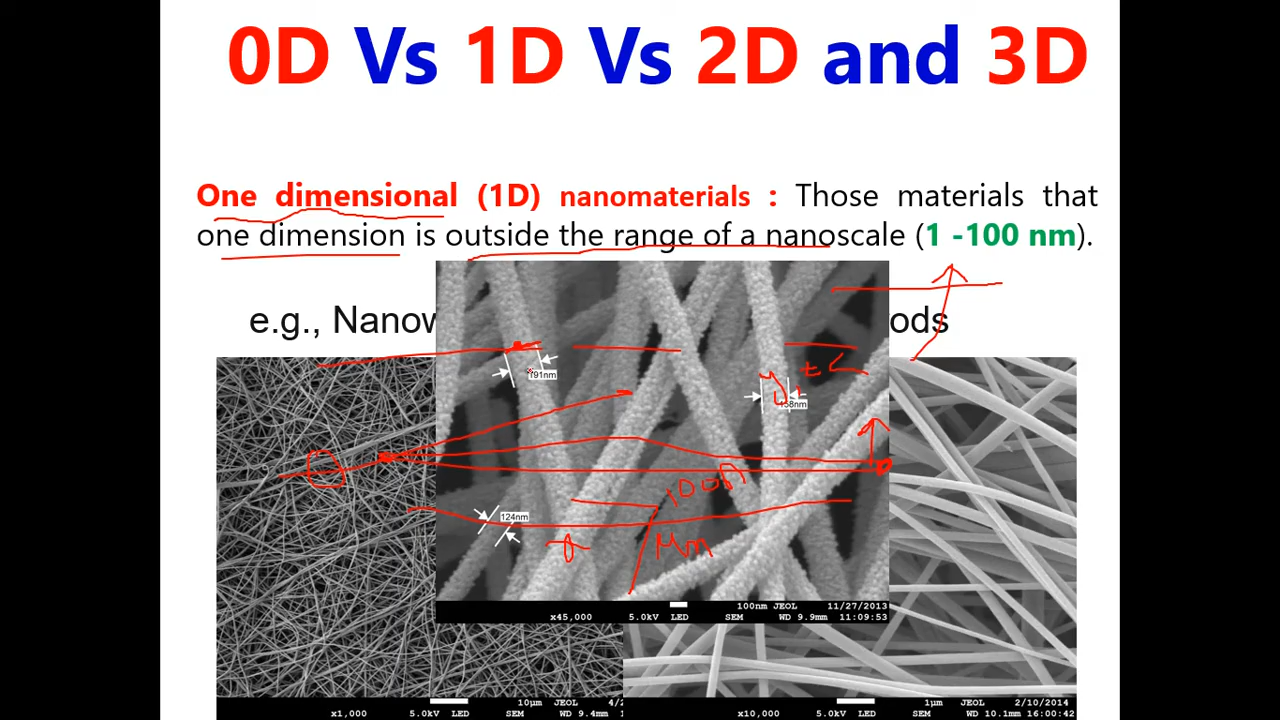 0D Vs 1D Vs 2D and 3D
One dimensional (1D) nanomaterials : Those materials that
one dimension is outside the range of a nanoscale (1 -100 nm).
e.g., Nanow
ods
191nm
158nm
124nm
100n
μm
100nm JEOL 11/27/2013
x45,000 5.0kV LED SEM WD 9.9mm 11:09:53
10μm JEOL 4/2
x1,000 5.0kV LED SEM WD 9.4mm 1
1μm JEOL 2/10/2014
x10,000 5.0kV LED SEM WD 10.1mm 16:00:42